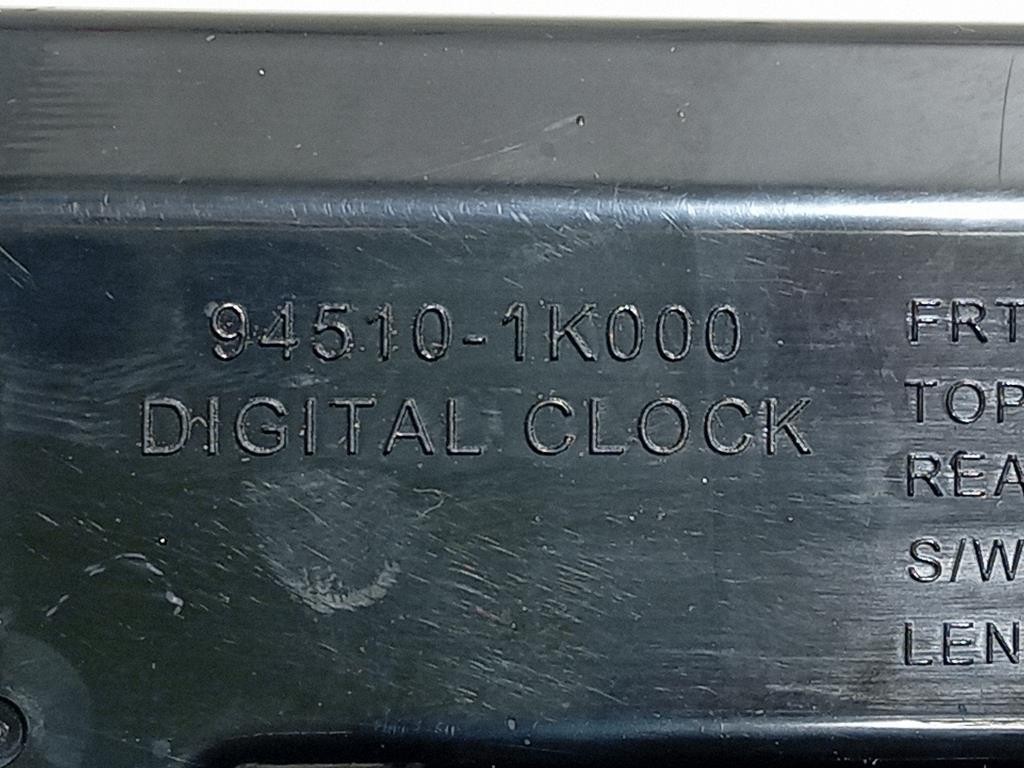 94510-1K000
DIGITAL CLOCK
FRT
TOP
REA
S/W
LEN